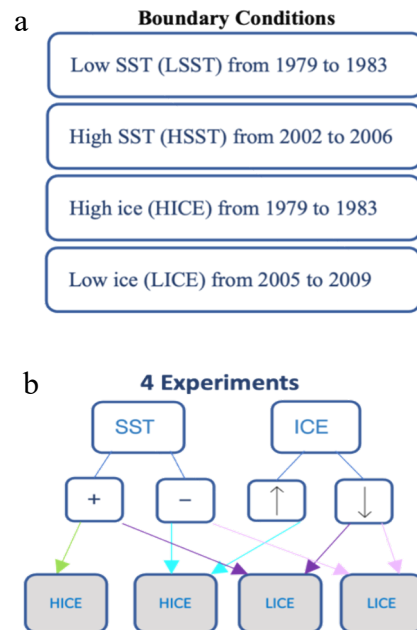 a
Boundary Conditions
Low SST (LSST) from 1979 to 1983
High SST (HSST) from 2002 to 2006
High ice (HICE) from 1979 to 1983
Low ice (LICE) from 2005 to 2009
b
4 Experiments
SST ICE
+ − ↑ ↓
HICE HICE LICE LICE